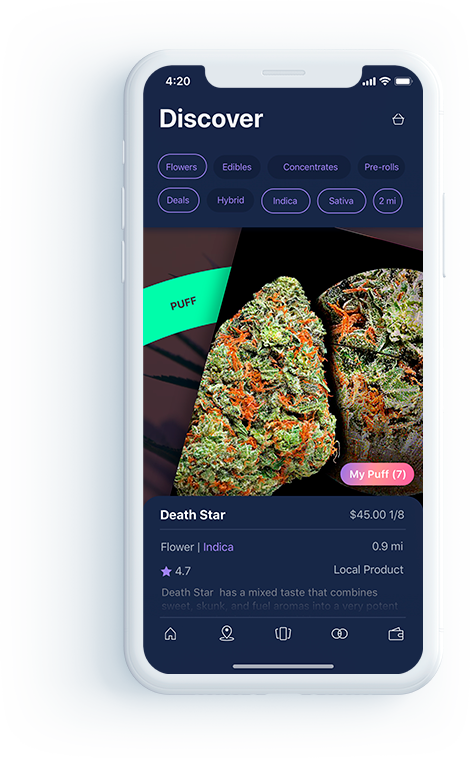 4:20
Discover
Flowers Edibles Concentrates Pre-rolls
Deals Hybrid Indica Sativa 2 mi
PUFF
My Puff (7)
Death Star $45.00 1/8
Flower | Indica 0.9 mi
4.7 Local Product
Death Star has a mixed taste that combines
sweet, skunk, and fuel aromas into a very potent